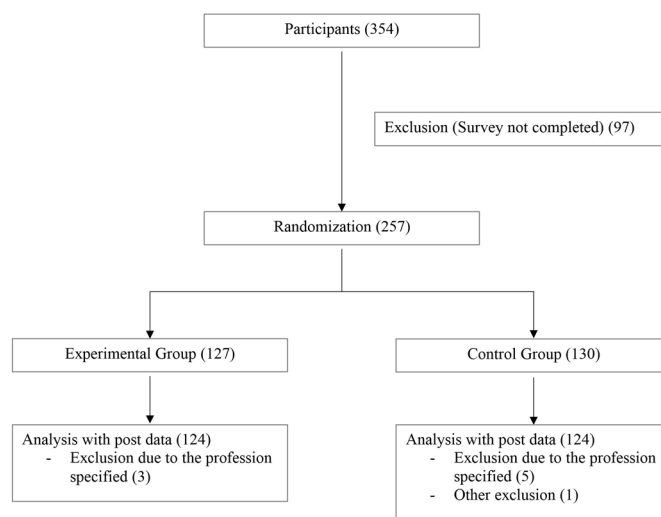 Participants (354)
Exclusion (Survey not completed) (97)
Randomization (257)
Experimental Group (127)
Control Group (130)
Analysis with post data (124)
- Exclusion due to the profession
specified (3)
Analysis with post data (124)
- Exclusion due to the profession
specified (5)
- Other exclusion (1)